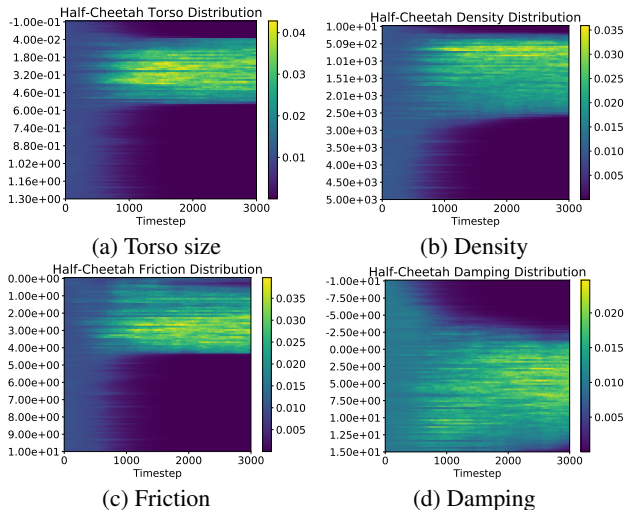 Half-Cheetah Torso Distribution
-1.00e-01
4.00e-02
1.80e-01
3.20e-01
4.60e-01
6.00e-01
7.40e-01
8.80e-01
1.02e+00
1.16e+00
1.30e+00
0 1000 2000 3000
Timestep
0.04
0.03
0.02
0.01
(a) Torso size
Half-Cheetah Density Distribution
1.00e+01
5.09e+02
1.01e+03
1.51e+03
2.01e+03
2.50e+03
3.00e+03
3.50e+03
4.00e+03
4.50e+03
5.00e+03
0 1000 2000 3000
Timestep
0.035
0.030
0.025
0.020
0.015
0.010
0.005
(b) Density
Half-Cheetah Friction Distribution
0.00e+00
1.00e+00
2.00e+00
3.00e+00
4.00e+00
5.00e+00
6.00e+00
7.00e+00
8.00e+00
9.00e+00
1.00e+01
0 1000 2000 3000
Timestep
0.035
0.030
0.025
0.020
0.015
0.010
0.005
(c) Friction
Half-Cheetah Damping Distribution
-1.00e+01
-7.50e+00
-5.00e+00
-2.50e+00
0.00e+00
2.50e+00
5.00e+00
7.50e+00
1.00e+01
1.25e+01
1.50e+01
0 1000 2000 3000
Timestep
0.020
0.015
0.010
0.005
(d) Damping